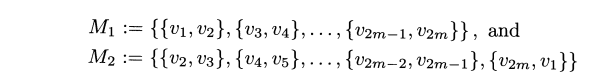 M₁ := {{v₁, v₂}, {v₃, v₄}, . . . , {v₂ₘ₋₁, v₂ₘ}} , and
M₂ := {{v₂, v₃}, {v₄, v₅}, . . . , {v₂ₘ₋₂, v₂ₘ₋₁}, {v₂ₘ, v₁}}